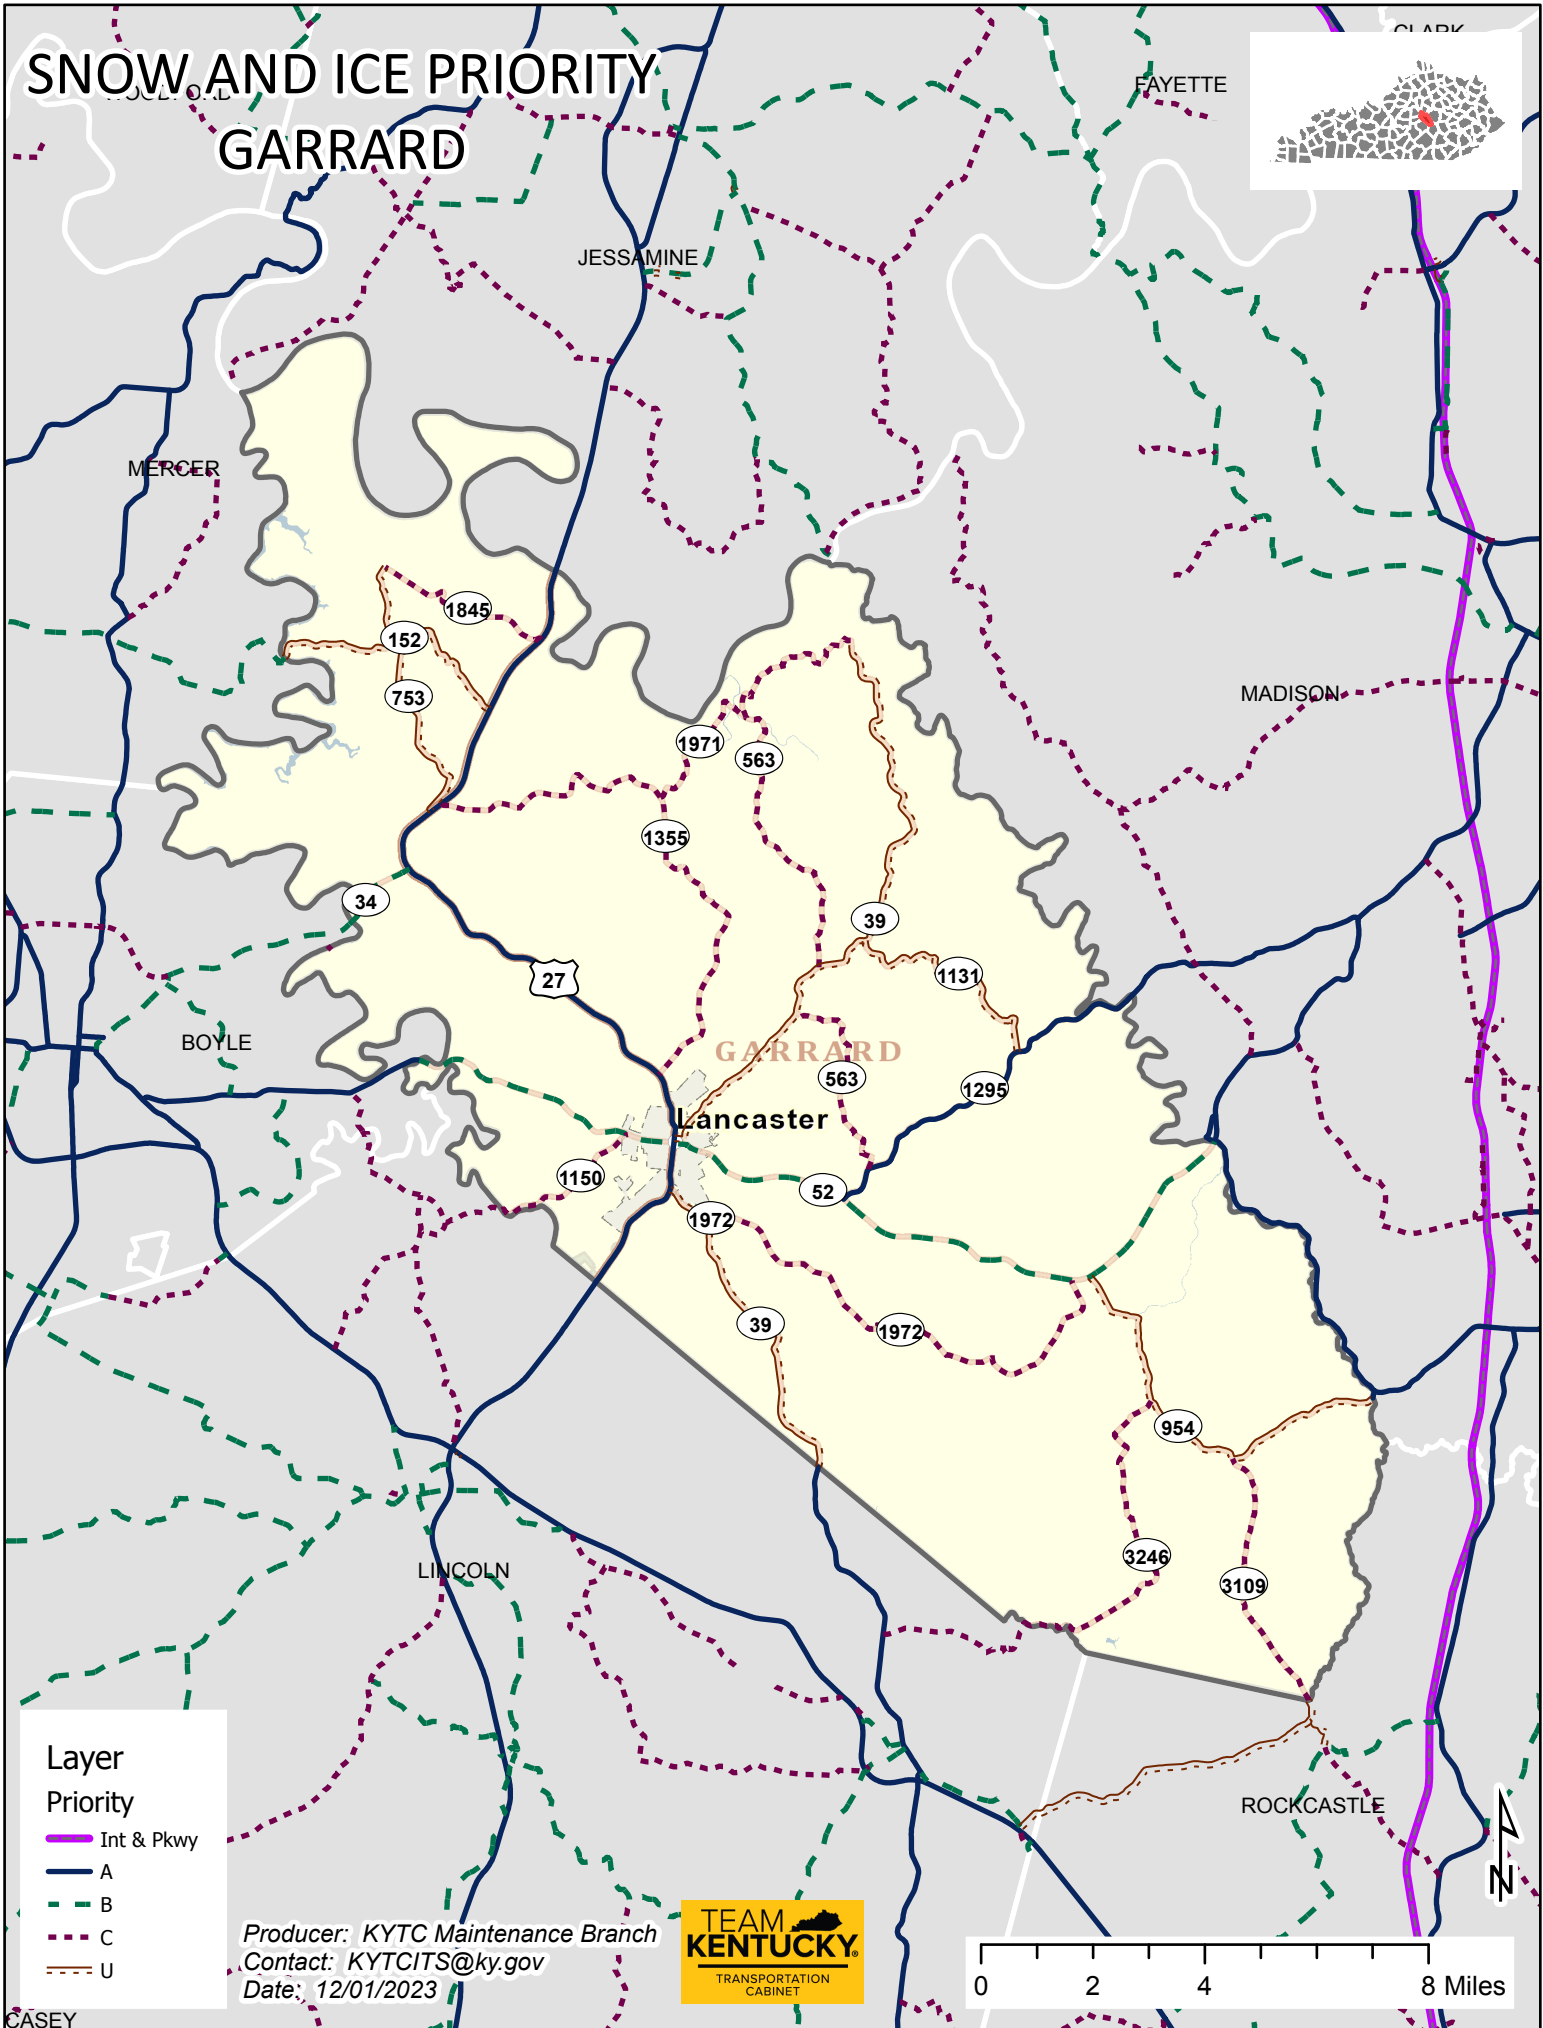 SNOW AND ICE PRIORITY
GARRARD
WOODFORD
CLARK
FAYETTE
JESSAMINE
MERCER
1845
152
753
MADISON
1971
563
1355
34
39
27
1131
BOYLE
GARRARD
563
1295
Lancaster
1150
52
1972
39
1972
954
3246
3109
LINCOLN
ROCKCASTLE
CASEY
Layer
Priority
Int & Pkwy
A
B
C
U
Producer: KYTC Maintenance Branch
Contact: KYTCITS@ky.gov
Date: 12/01/2023
TEAM
KENTUCKY®
TRANSPORTATION
CABINET
N
0 2 4 8 Miles